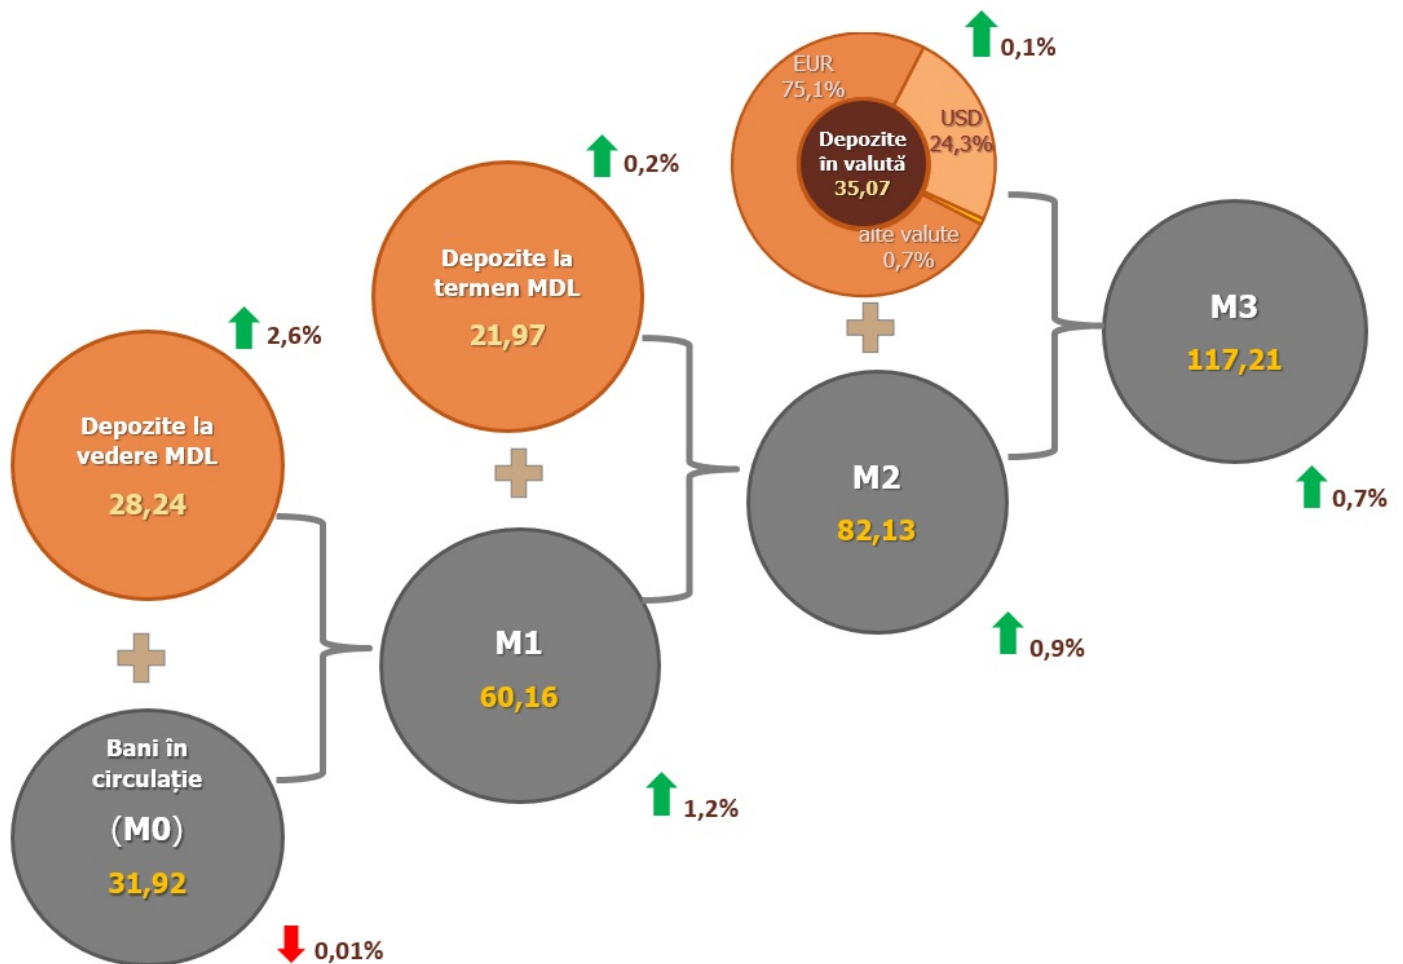 0,1%
EUR
75,1%
USD
24,3%
Depozite
în valută
35,07
alte valute
0,7%
0,2%
Depozite la
termen MDL
21,97
M3
117,21
0,7%
2,6%
Depozite la
vedere MDL
28,24
M2
82,13
0,9%
M1
60,16
1,2%
Bani în
circulație
(M0)
31,92
0,01%